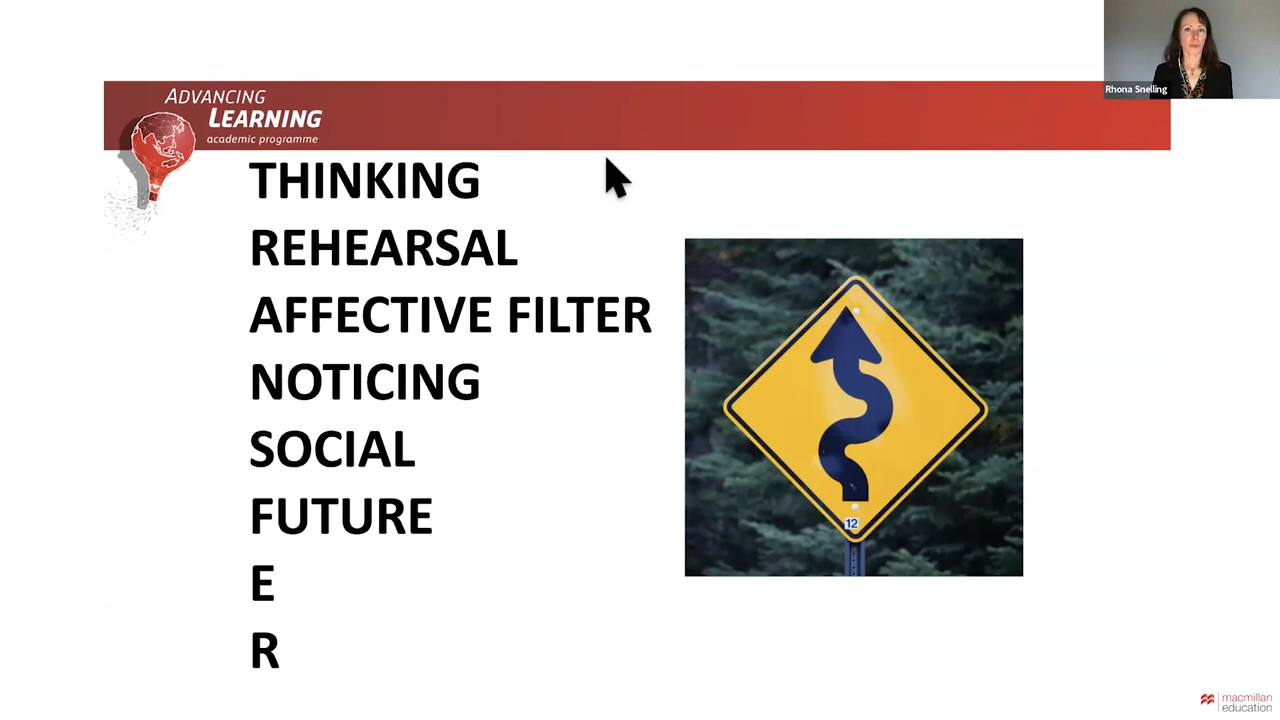 Rhona Snelling
ADVANCING
LEARNING
academic programme
THINKING
REHEARSAL
AFFECTIVE FILTER
NOTICING
SOCIAL
FUTURE
E
R
12
macmillan
education